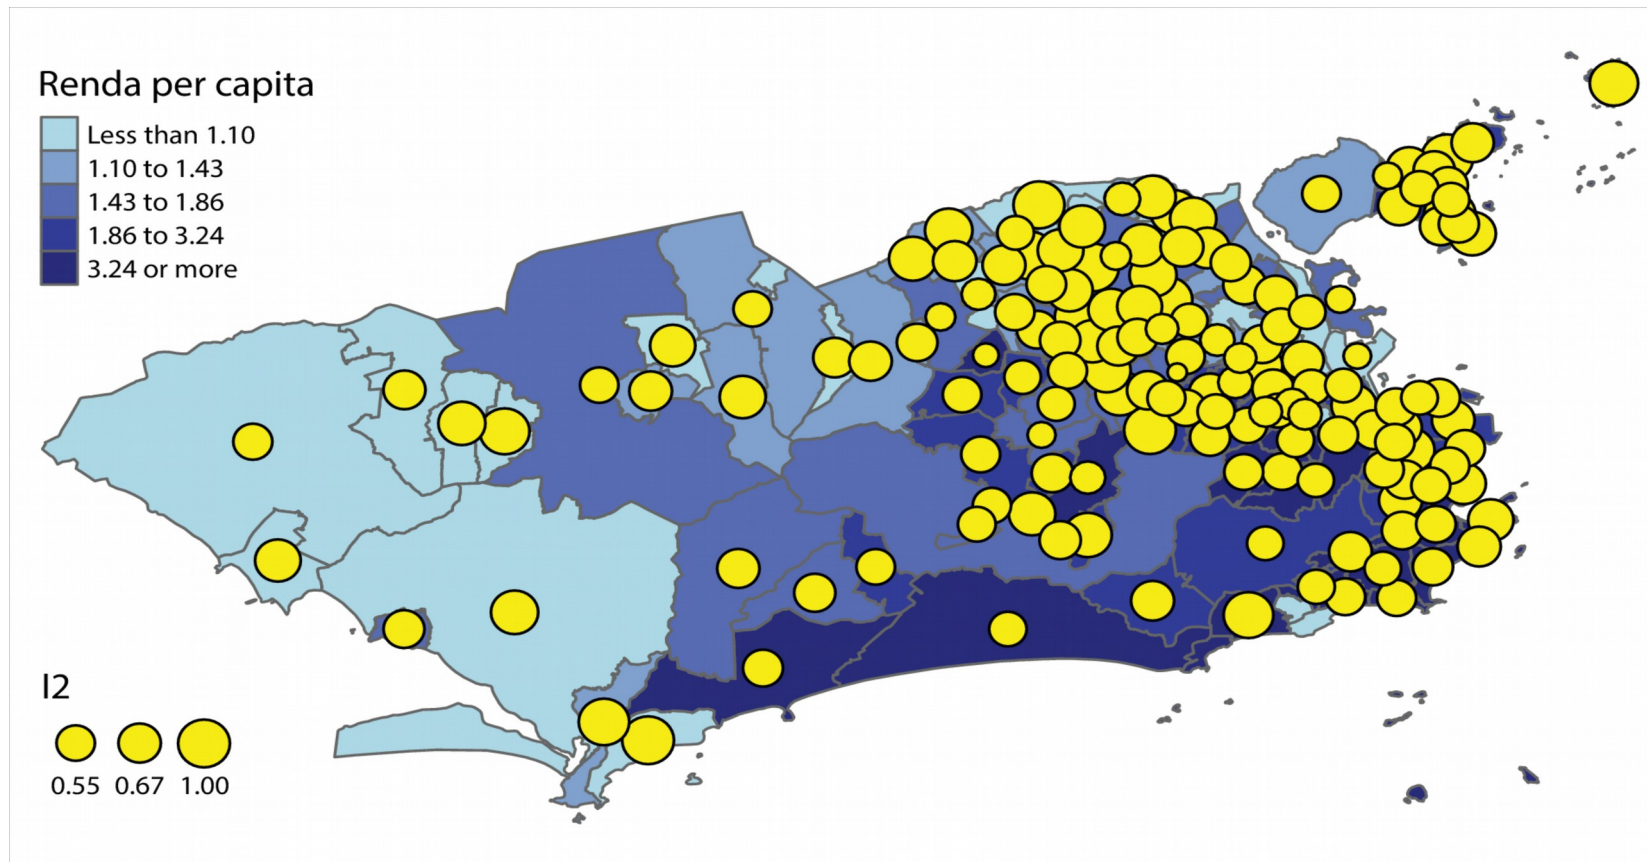 Renda per capita
Less than 1.10
1.10 to 1.43
1.43 to 1.86
1.86 to 3.24
3.24 or more
I2
0.55 0.67 1.00